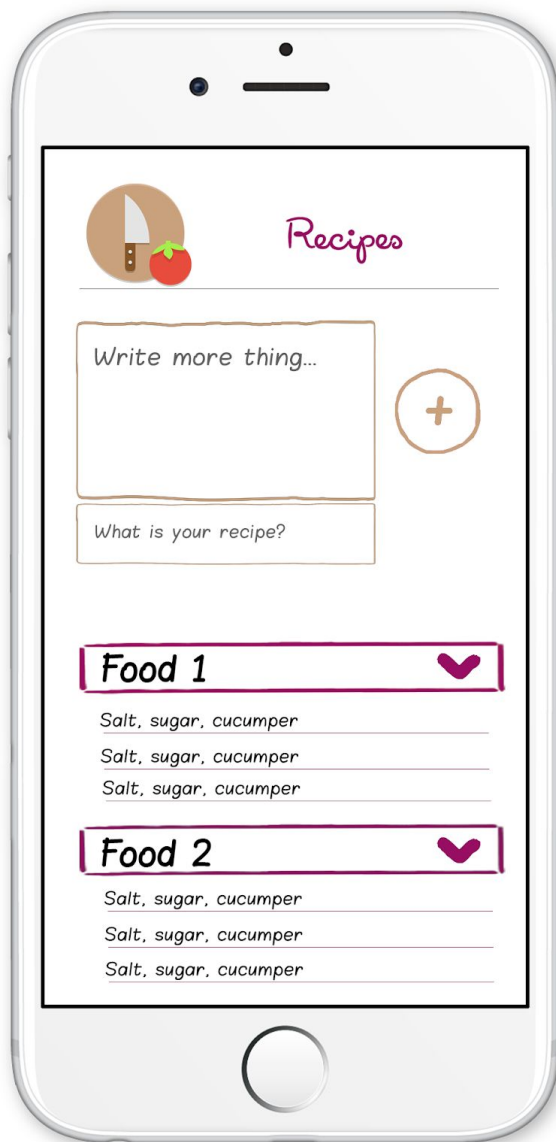 Recipes
Write more thing...
+
What is your recipe?
Food 1
Salt, sugar, cucumper
Salt, sugar, cucumper
Salt, sugar, cucumper
Food 2
Salt, sugar, cucumper
Salt, sugar, cucumper
Salt, sugar, cucumper